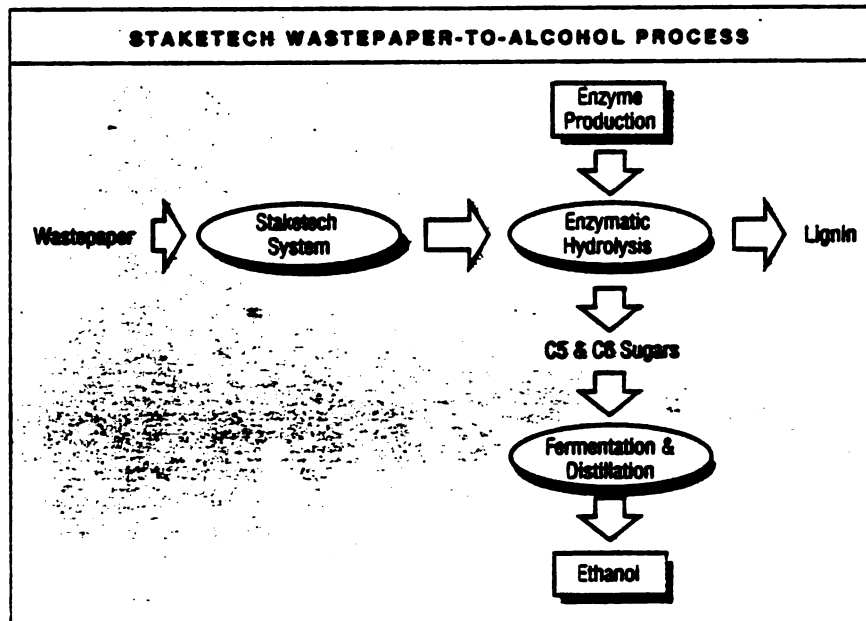 STAKETECH WASTEPAPER-TO-ALCOHOL PROCESS
Enzyme
Production
Wastepaper
Staketech
System
Enzymatic
Hydrolysis
Lignin
C5 & C6 Sugars
Fermentation &
Distillation
Ethanol